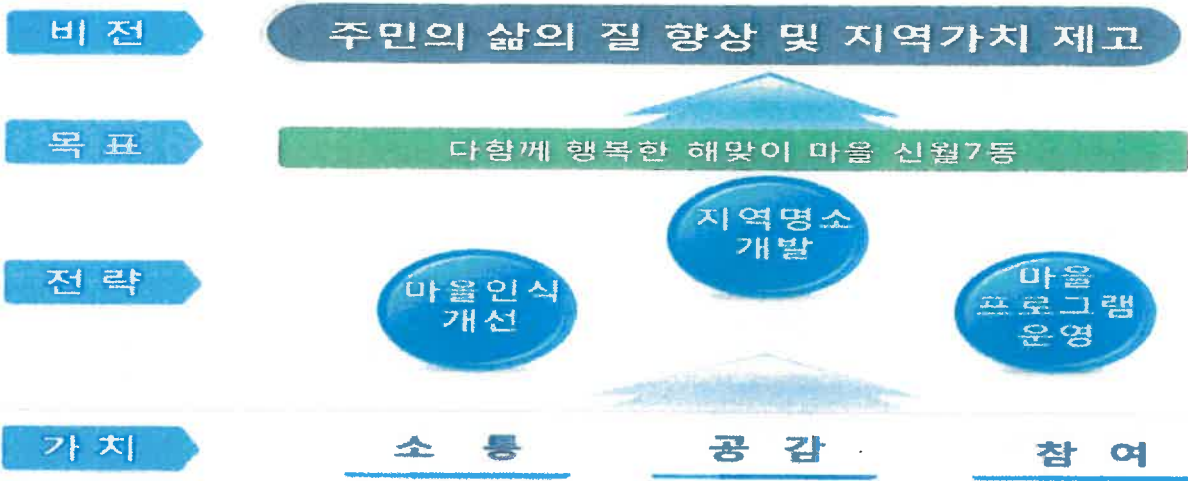 비 전
주민의 삶의 질 향상 및 지역가치 제고
목 표
다함께 행복한 해맞이 마을 신월7동
전 략
지역명소
개발
마을인식
개선
마을
프로그램
운영
가 치
소 통
공 감
참 여